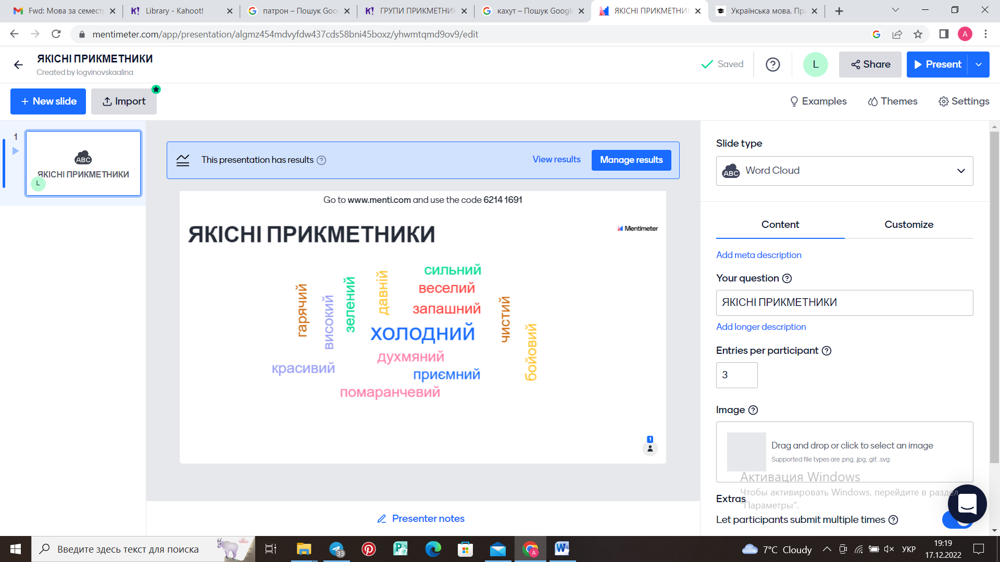 Fwd: Мова за семестр
Library - Kahoot!
патрон – Пошук Goo
ГРУПИ ПРИКМЕТНИК
кахут – Пошук Google
ЯКІСНІ ПРИКМЕТНИ
Українська мова. Пр
mentimeter.com/app/presentation/algmz454mdvyfdw437cds58bni45boxz/yhwmtqmd9ov9/edit
A
ЯКІСНІ ПРИКМЕТНИКИ
Created by logvinovskaalina
Saved
L
Share
Present
+ New slide
Import
Examples
Themes
Settings
1
ABC
ЯКІСНІ ПРИКМЕТНИКИ
L
This presentation has results
View results
Manage results
Go to www.menti.com and use the code 6214 1691
ЯКІСНІ ПРИКМЕТНИКИ
Mentimeter
сильний
веселий
запашний
холодний
духмяний
приємний
помаранчевий
красивий
гарячий
високий
зелений
давній
чистий
бойовий
1
Presenter notes
Slide type
ABC
Word Cloud
Content
Customize
Add meta description
Your question
ЯКІСНІ ПРИКМЕТНИКИ
Add longer description
Entries per participant
3
Image
Drag and drop or click to select an image
Supported file types are .png, .jpg, .gif, .svg
Активация Windows
Чтобы активировать Windows, перейдите в раздел
"Параметры".
Extras
Let participants submit multiple times
Введите здесь текст для поиска
33
7°C Cloudy
УКР
19:19
17.12.2022